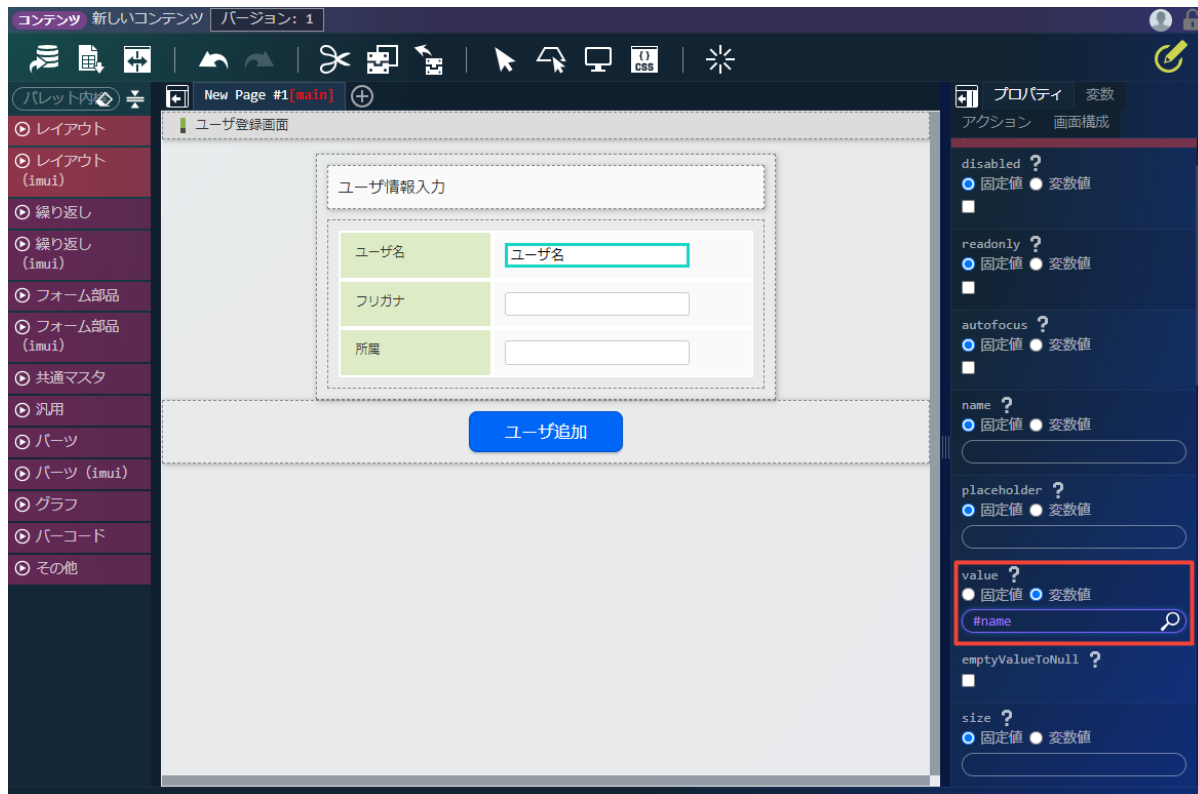 コンテンツ 新しいコンテンツ バージョン: 1
{}
CSS
パレット内検
レイアウト
レイアウト
(imui)
繰り返し
繰り返し
(imui)
フォーム部品
フォーム部品
(imui)
共通マスタ
汎用
パーツ
パーツ (imui)
グラフ
バーコード
その他
New Page #1[main]
ユーザ登録画面
ユーザ情報入力
ユーザ名 ユーザ名
フリガナ
所属
ユーザ追加
プロパティ 変数
アクション 画面構成
disabled ?
固定値 変数値
readonly ?
固定値 変数値
autofocus ?
固定値 変数値
name ?
固定値 変数値
placeholder ?
固定値 変数値
value ?
固定値 変数値
#name
emptyValueToNull ?
size ?
固定値 変数値